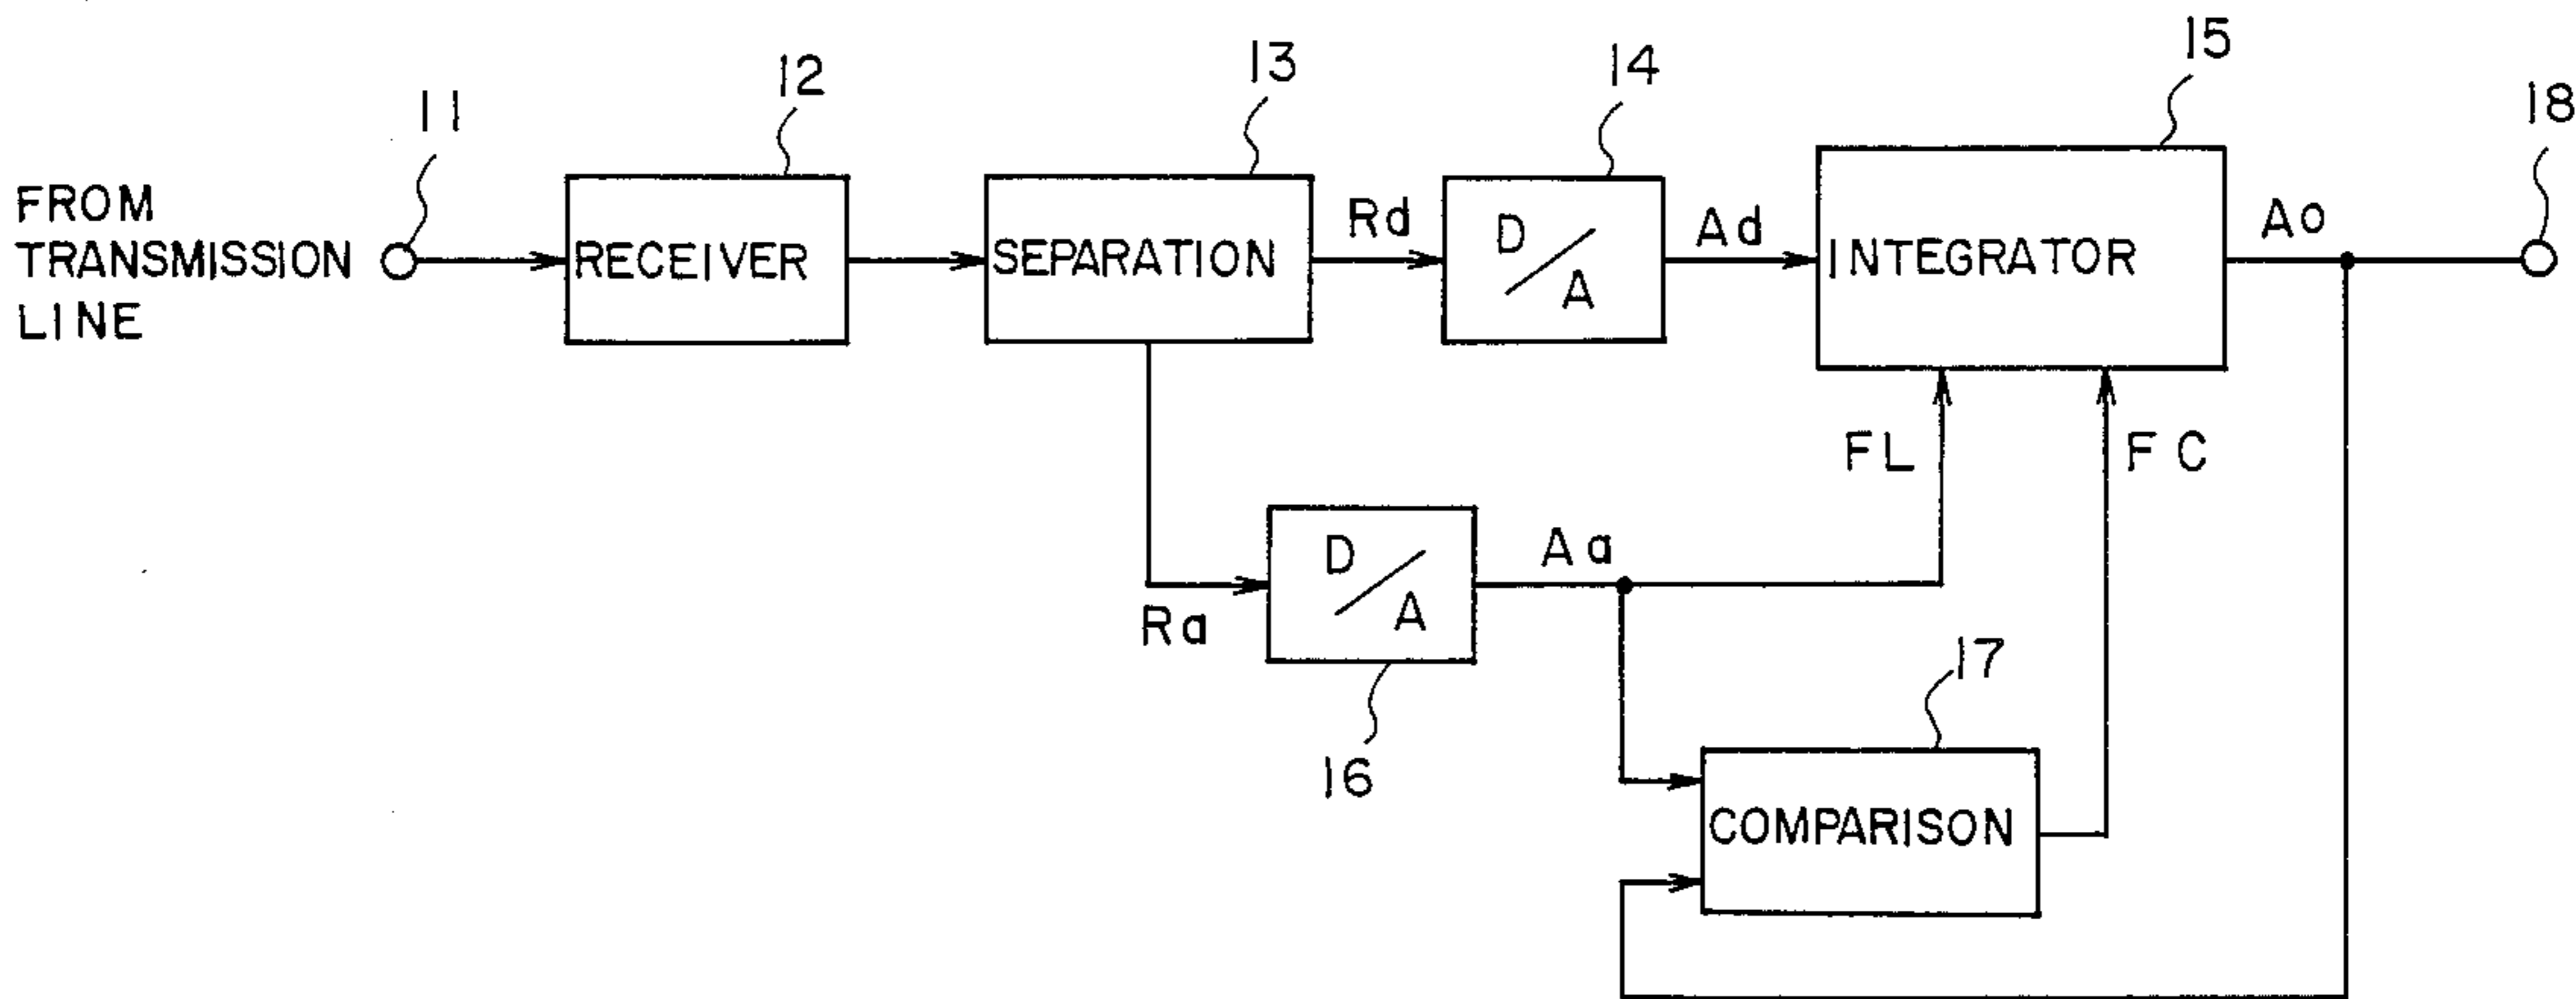 11
12
13
14
15
18
FROM
TRANSMISSION
LINE
RECEIVER
SEPARATION
Rd
D/A
Ad
INTEGRATOR
Ao
FL
FC
Ra
D/A
Aa
16
17
COMPARISON